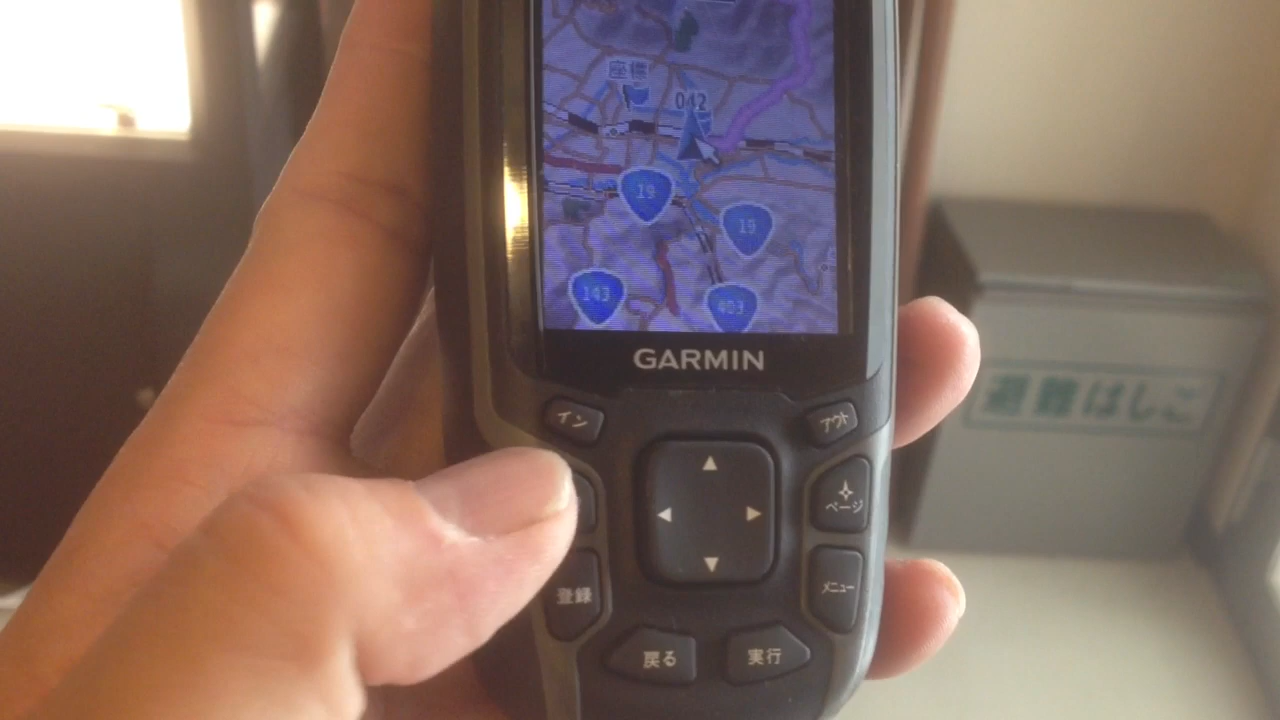 座標
042
19
19
143
403
GARMIN
イン
アウト
ページ
登録
メニュー
戻る
実行
避難はしご